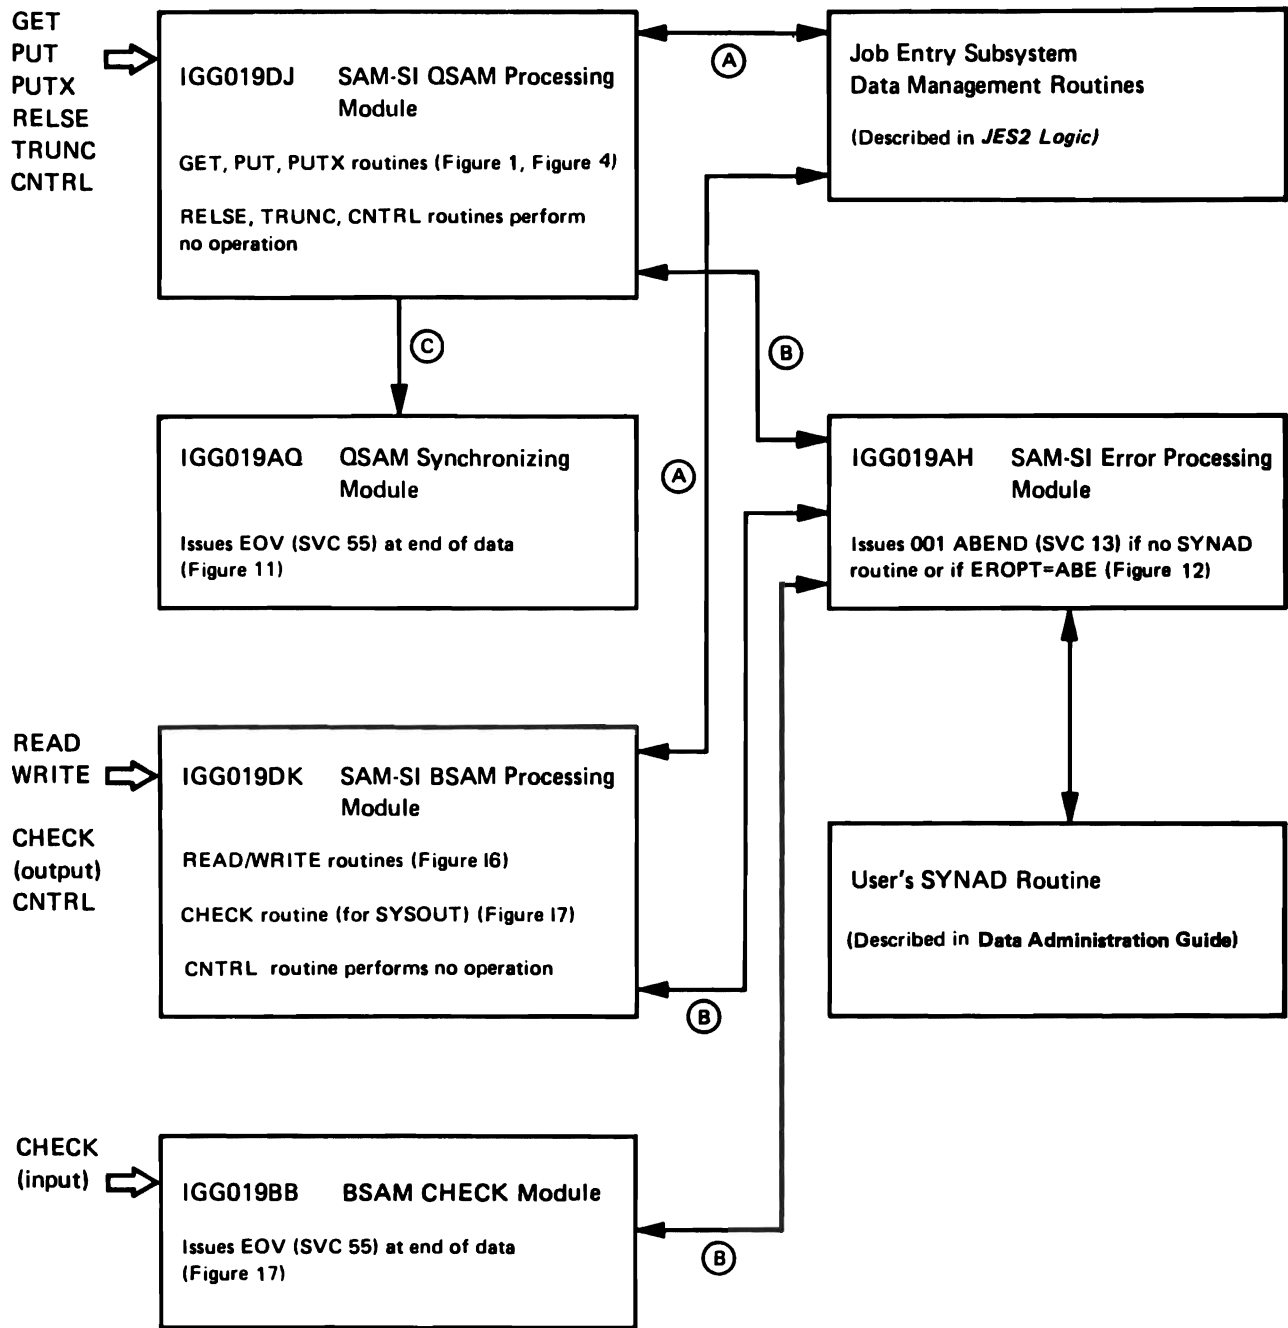 GET
PUT
PUTX
RELSE
TRUNC
CNTRL
IGG019DJ SAM-SI QSAM Processing
Module
GET, PUT, PUTX routines (Figure 1, Figure 4)
RELSE, TRUNC, CNTRL routines perform
no operation
A
Job Entry Subsystem
Data Management Routines
(Described in JES2 Logic)
C
B
IGG019AQ QSAM Synchronizing
Module
Issues EOV (SVC 55) at end of data
(Figure 11)
A
IGG019AH SAM-SI Error Processing
Module
Issues 001 ABEND (SVC 13) if no SYNAD
routine or if EROPT=ABE (Figure 12)
READ
WRITE
CHECK
(output)
CNTRL
IGG019DK SAM-SI BSAM Processing
Module
READ/WRITE routines (Figure I6)
CHECK routine (for SYSOUT) (Figure I7)
CNTRL routine performs no operation
B
User's SYNAD Routine
(Described in Data Administration Guide)
CHECK
(input)
IGG019BB BSAM CHECK Module
Issues EOV (SVC 55) at end of data
(Figure 17)
B